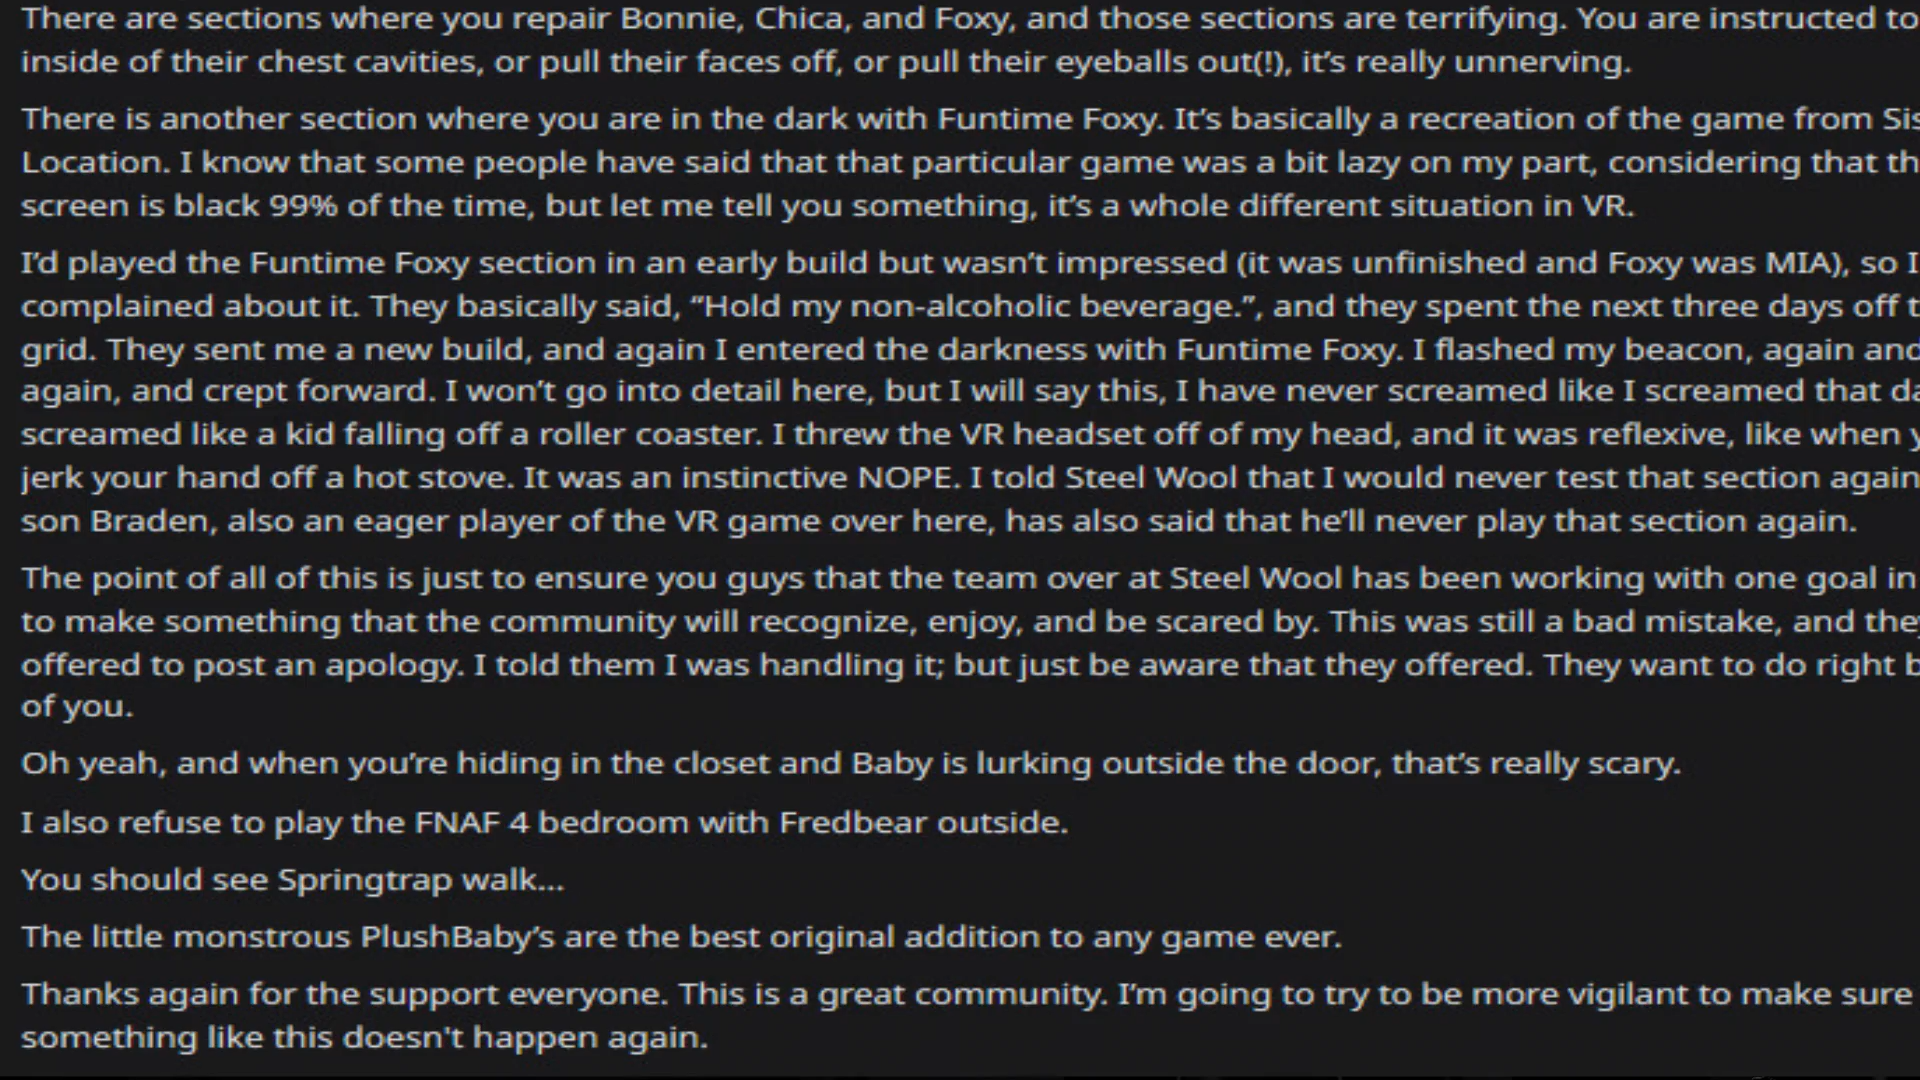 There are sections where you repair Bonnie, Chica, and Foxy, and those sections are terrifying. You are instructed to
inside of their chest cavities, or pull their faces off, or pull their eyeballs out(!), it’s really unnerving.
There is another section where you are in the dark with Funtime Foxy. It’s basically a recreation of the game from Sis
Location. I know that some people have said that that particular game was a bit lazy on my part, considering that th
screen is black 99% of the time, but let me tell you something, it’s a whole different situation in VR.
I’d played the Funtime Foxy section in an early build but wasn’t impressed (it was unfinished and Foxy was MIA), so I
complained about it. They basically said, “Hold my non-alcoholic beverage.”, and they spent the next three days off t
grid. They sent me a new build, and again I entered the darkness with Funtime Foxy. I flashed my beacon, again and
again, and crept forward. I won’t go into detail here, but I will say this, I have never screamed like I screamed that da
screamed like a kid falling off a roller coaster. I threw the VR headset off of my head, and it was reflexive, like when y
jerk your hand off a hot stove. It was an instinctive NOPE. I told Steel Wool that I would never test that section again
son Braden, also an eager player of the VR game over here, has also said that he’ll never play that section again.
The point of all of this is just to ensure you guys that the team over at Steel Wool has been working with one goal in
to make something that the community will recognize, enjoy, and be scared by. This was still a bad mistake, and they
offered to post an apology. I told them I was handling it; but just be aware that they offered. They want to do right b
of you.
Oh yeah, and when you’re hiding in the closet and Baby is lurking outside the door, that’s really scary.
I also refuse to play the FNAF 4 bedroom with Fredbear outside.
You should see Springtrap walk...
The little monstrous PlushBaby’s are the best original addition to any game ever.
Thanks again for the support everyone. This is a great community. I’m going to try to be more vigilant to make sure
something like this doesn't happen again.